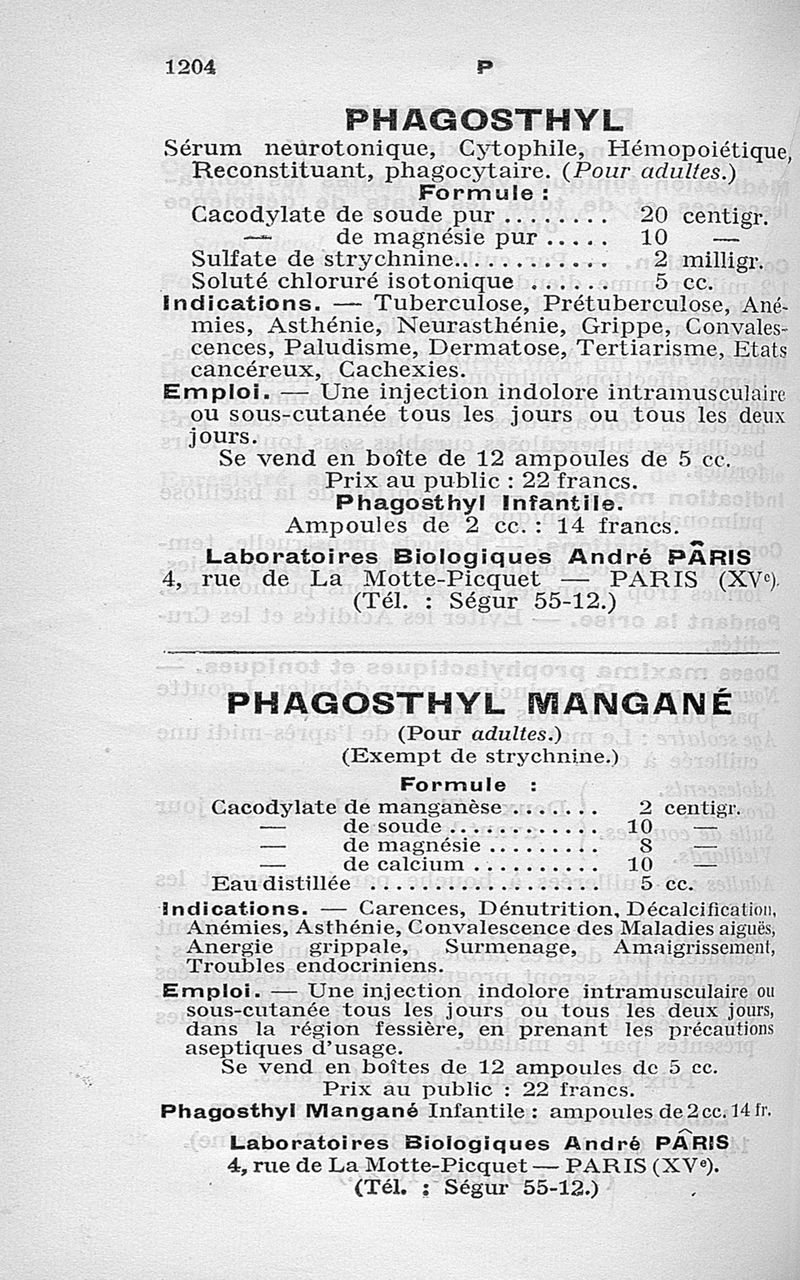 1204 P
PHAGOSTHYL
Sérum neurotonique, Cytophile, Hémopoiétique,
Reconstituant, phagocytaire. (Pour adultes.)
Formule :
Cacodylate de soude pur ........ 20 centigr.
— de magnésie pur ..... 10 —
Sulfate de strychnine............. 2 milligr.
Soluté chloruré isotonique ...... 5 cc.
Indications. — Tuberculose, Prétuberculose, Ané-
mies, Asthénie, Neurasthénie, Grippe, Convales-
cences, Paludisme, Dermatose, Tertiarisme, Etats
cancéreux, Cachexies.
Emploi. — Une injection indolore intramusculaire
ou sous-cutanée tous les jours ou tous les deux
jours.
Se vend en boîte de 12 ampoules de 5 cc.
Prix au public : 22 francs.
Phagosthyl Infantile.
Ampoules de 2 cc. : 14 francs.
Laboratoires Biologiques André PÂRIS
4, rue de La Motte-Picquet — PARIS (XVe).
(Tél. : Ségur 55-12.)
PHAGOSTHYL MANGANÉ
(Pour adultes.)
(Exempt de strychnine.)
Formule :
Cacodylate de manganèse ....... 2 centigr.
— de soude ............ 10 —
— de magnésie ......... 8 —
— de calcium .......... 10 —
Eau distillée .................. 5 cc.
Indications. — Carences, Dénutrition, Décalcification,
Anémies, Asthénie, Convalescence des Maladies aiguës,
Anergie grippale, Surmenage, Amaigrissement,
Troubles endocriniens.
Emploi. — Une injection indolore intramusculaire ou
sous-cutanée tous les jours ou tous les deux jours,
dans la région fessière, en prenant les précautions
aseptiques d'usage.
Se vend en boîtes de 12 ampoules de 5 cc.
Prix au public : 22 francs.
Phagosthyl Mangané Infantile : ampoules de 2 cc. 14 fr.
Laboratoires Biologiques André PÂRIS
4, rue de La Motte-Picquet — PARIS (XVe).
(Tél. : Ségur 55-12.)